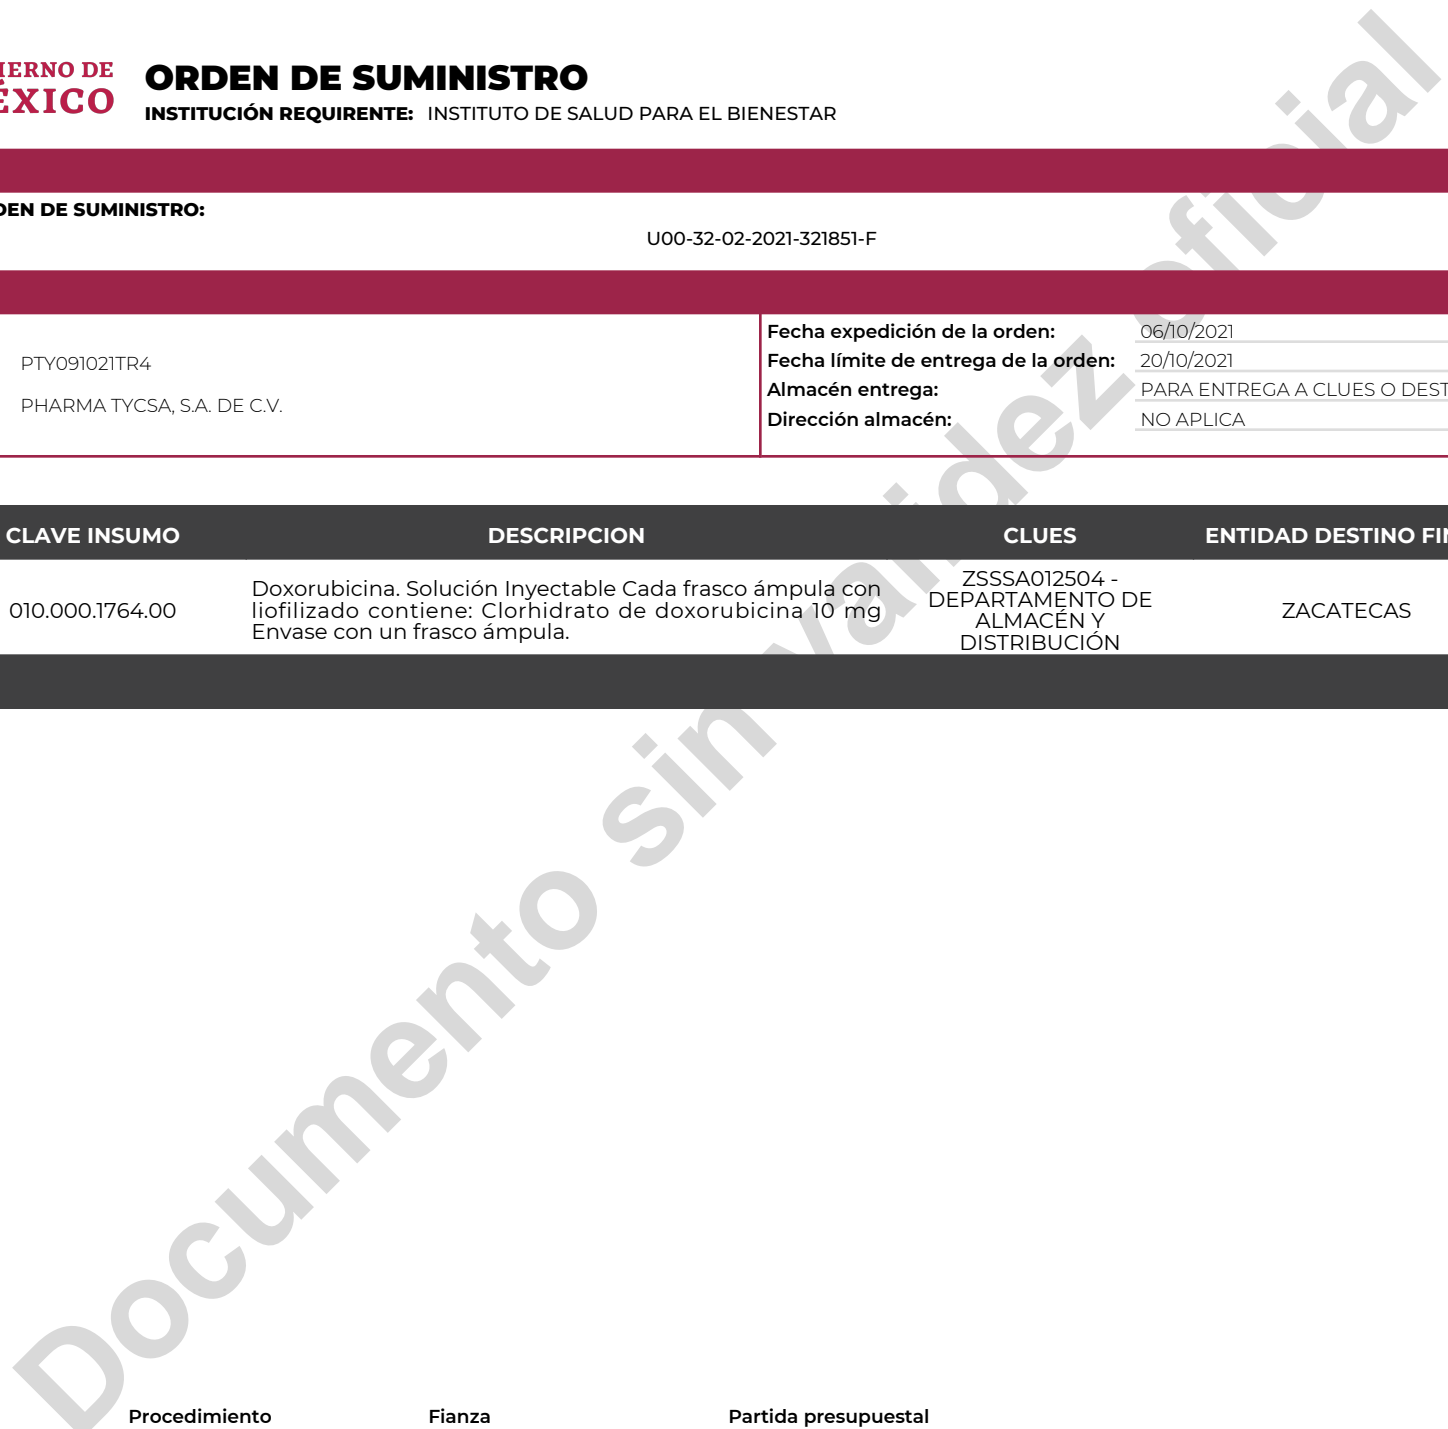 IERNO DE
ÉXICO
ORDEN DE SUMINISTRO
INSTITUCIÓN REQUIRENTE: INSTITUTO DE SALUD PARA EL BIENESTAR
DEN DE SUMINISTRO:
U00-32-02-2021-321851-F
PTY091021TR4
PHARMA TYCSA, S.A. DE C.V.
Fecha expedición de la orden: 06/10/2021
Fecha límite de entrega de la orden: 20/10/2021
Almacén entrega: PARA ENTREGA A CLUES O DEST
Dirección almacén: NO APLICA
CLAVE INSUMO DESCRIPCION CLUES ENTIDAD DESTINO FIN
010.000.1764.00
Doxorubicina. Solución Inyectable Cada frasco ámpula con
liofilizado contiene: Clorhidrato de doxorubicina 10 mg
Envase con un frasco ámpula.
ZSSSA012504 -
DEPARTAMENTO DE
ALMACÉN Y
DISTRIBUCIÓN
ZACATECAS
Documento sin validez oficial
Procedimiento Fianza Partida presupuestal